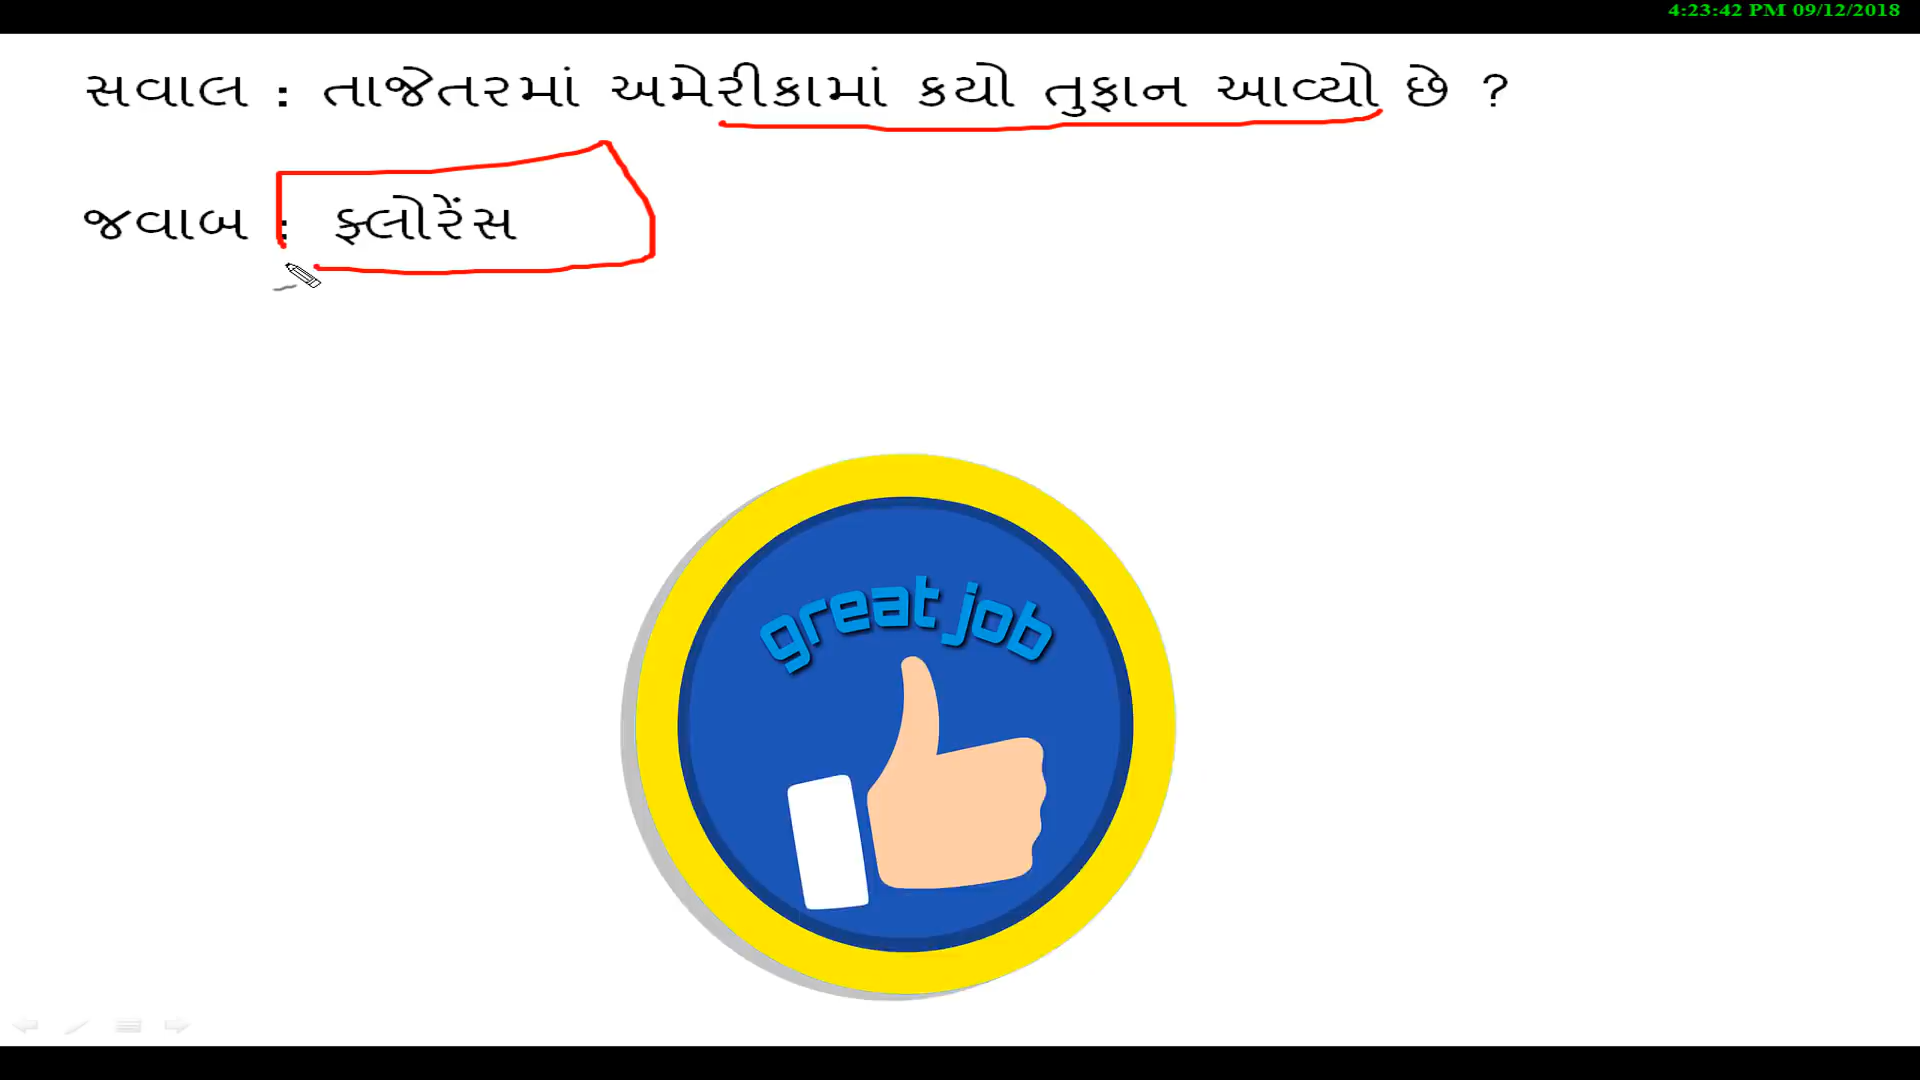 4:23:42 PM 09/12/2018
સવાલ : તાજેતરમાં અમેરીકામાં કયો તુફાન આવ્યો છે ?
જવાબ : ફ્લોરેંસ
great job